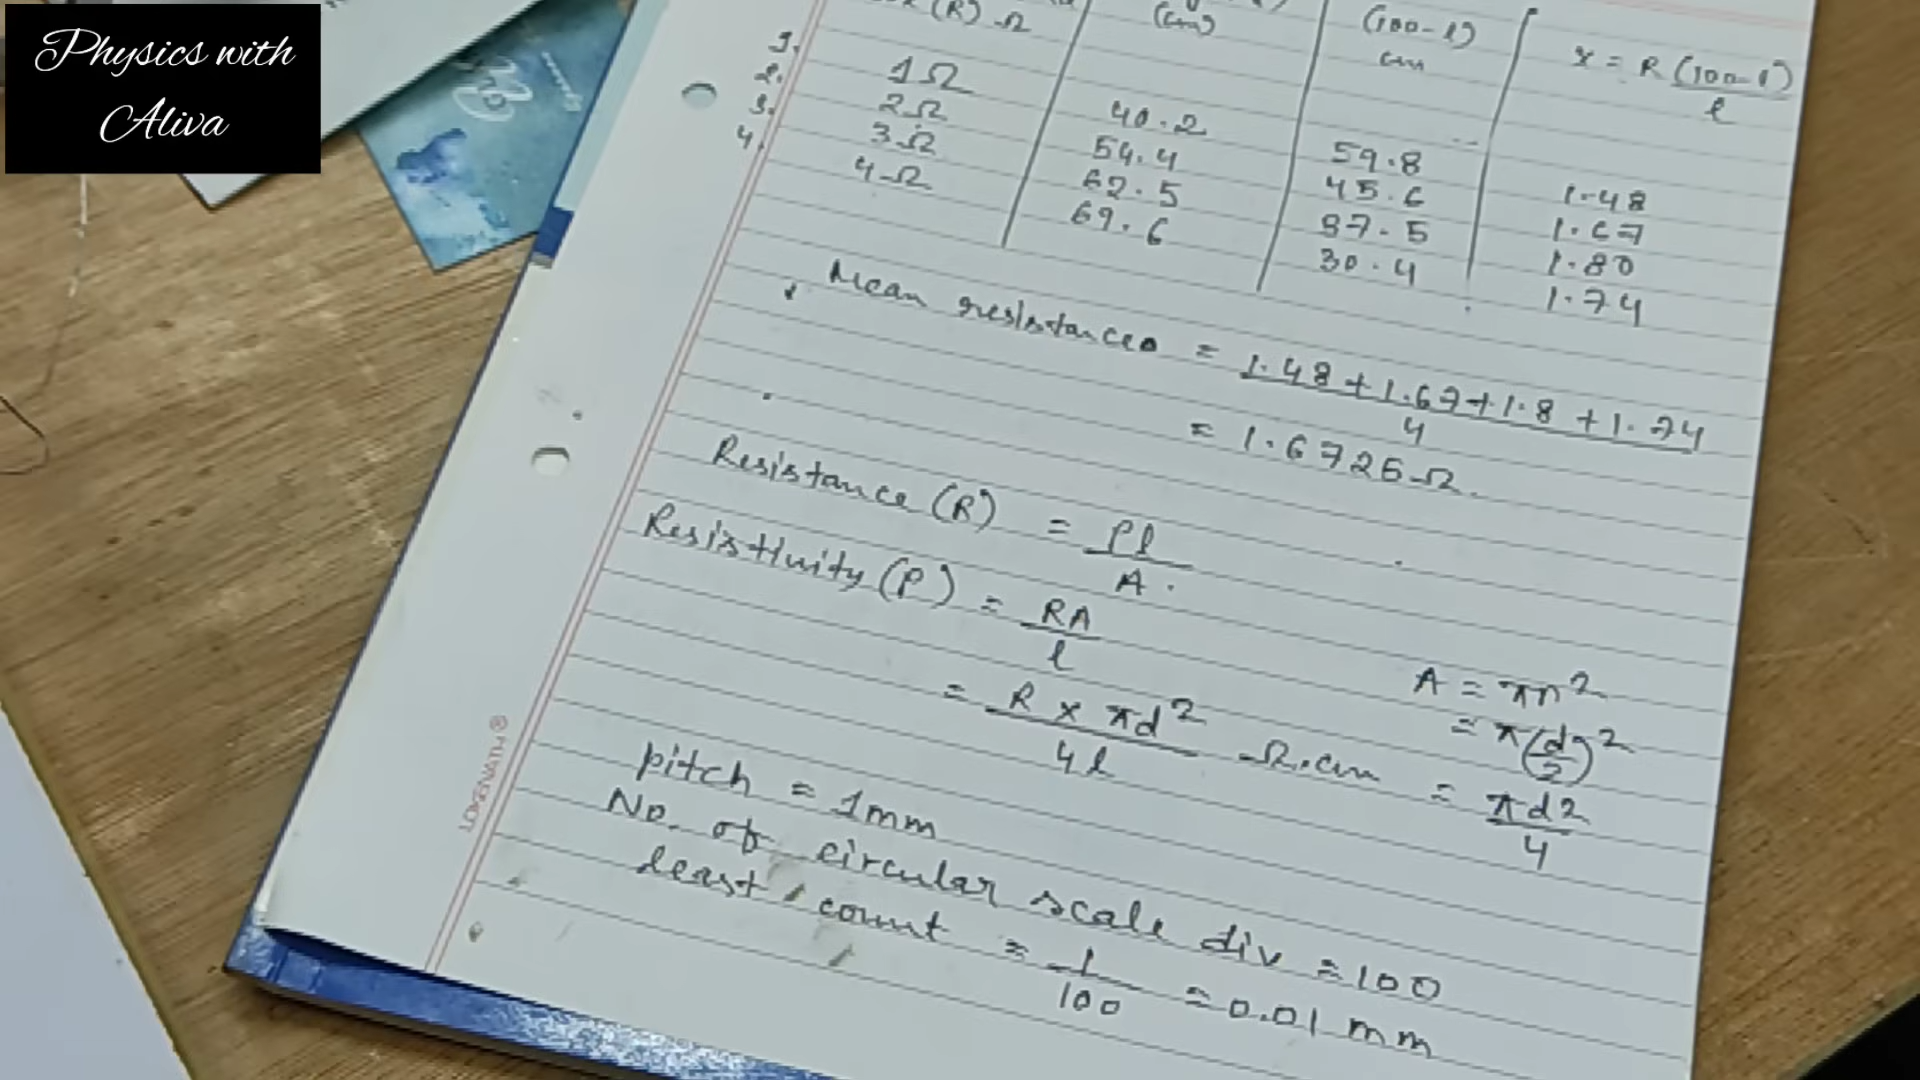 Physics with
Aliva
(R) Ω
(cm)
(100-l)
cm
x = R (100-l)
l
1. 1Ω 40.2 59.8 1.48
2. 2Ω 54.4 45.6 1.67
3. 3Ω 62.5 37.5 1.80
4. 4Ω 69.6 30.4 1.74
Mean resistance = 1.48 + 1.67 + 1.8 + 1.74
4
= 1.6725 Ω.
Resistance (R) = ρl
A.
Resistivity (ρ) = RA
l
= R x πd²
4l
Ω.cm
A = πr²
= π(d/2)²
= πd2
4
pitch = 1mm
No. of circular scale div = 100
least count = 1
100
= 0.01 mm
LOKENATH ®